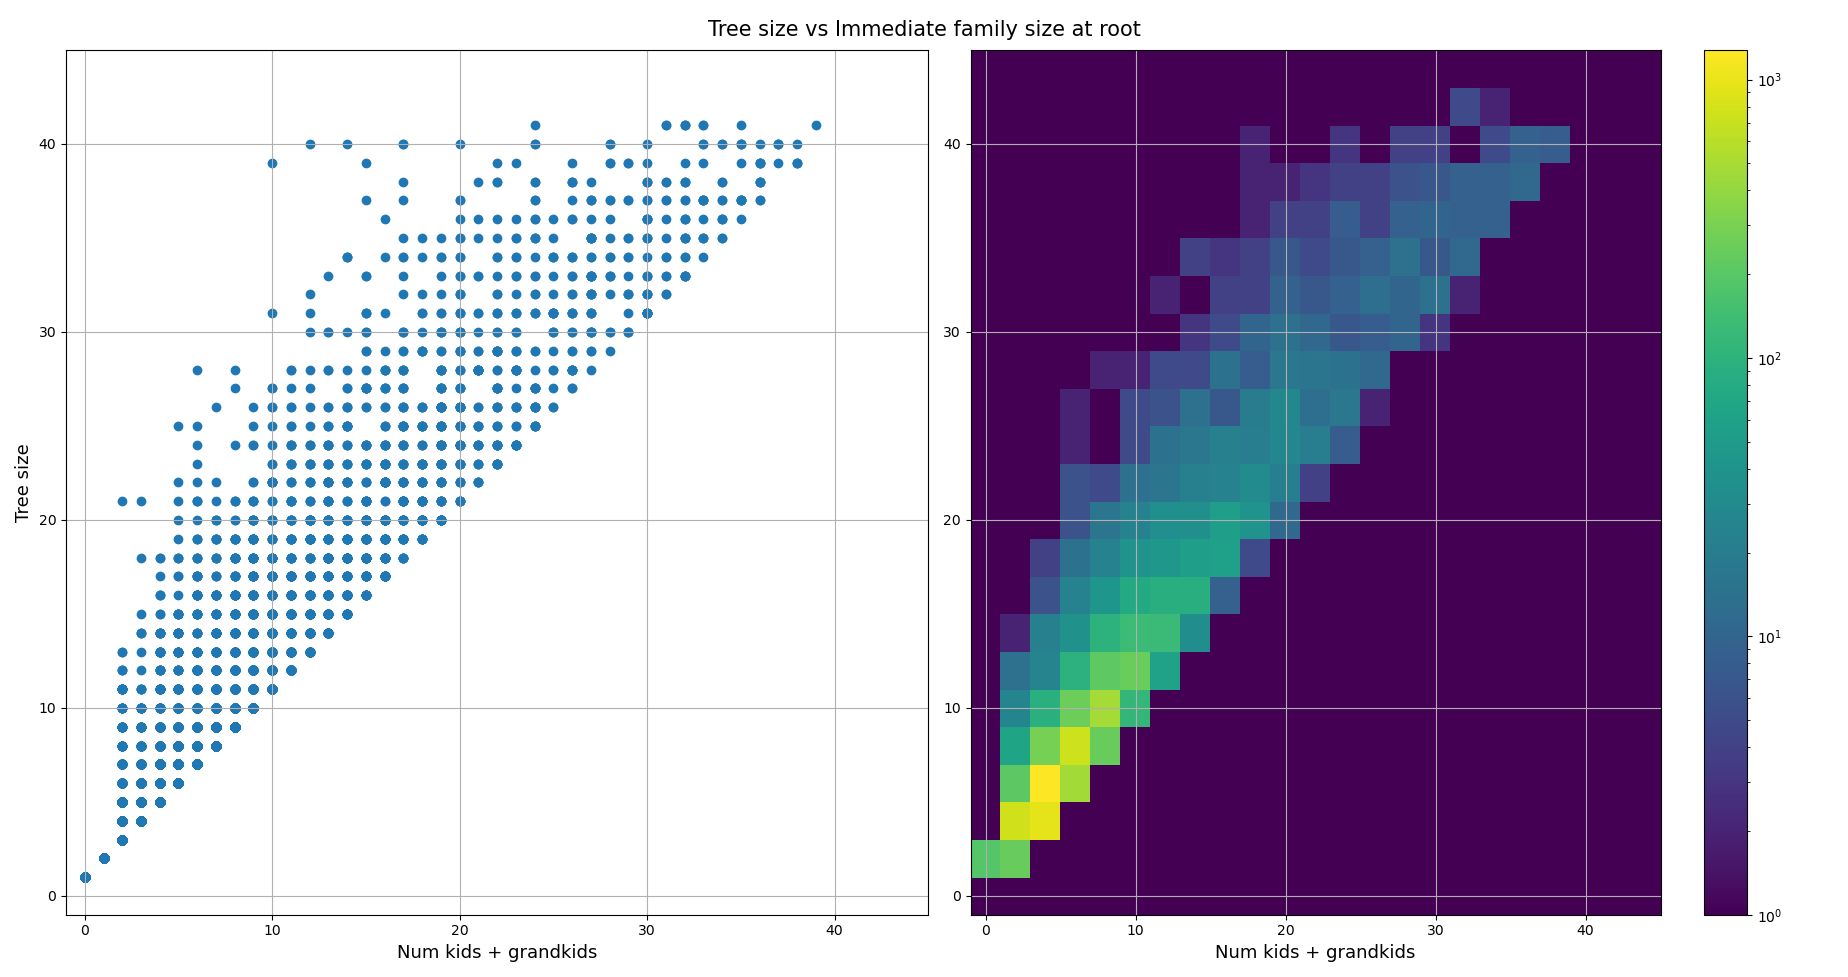 Tree size vs Immediate family size at root
Tree size
40
30
20
10
0
0 10 20 30 40
Num kids + grandkids
40
30
20
10
0
0 10 20 30 40
Num kids + grandkids
10³
10²
10¹
10⁰